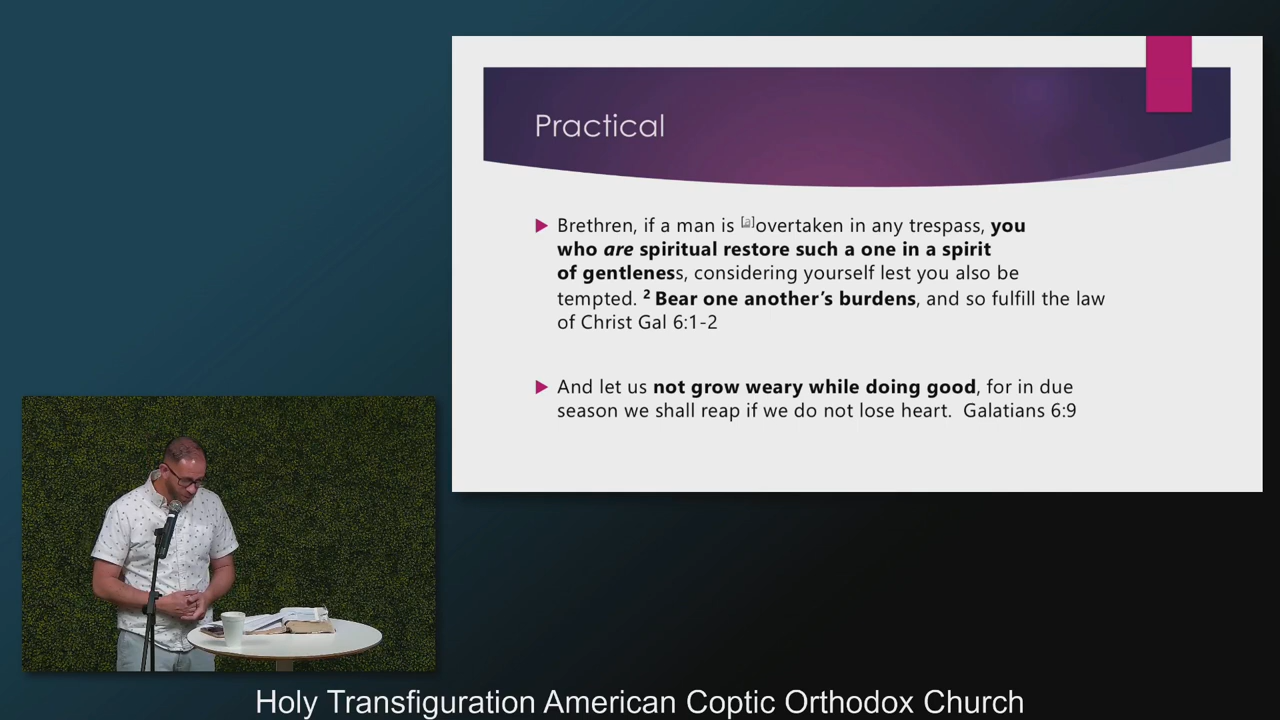 Practical
Brethren, if a man is [a]overtaken in any trespass, you
who are spiritual restore such a one in a spirit
of gentleness, considering yourself lest you also be
tempted. 2 Bear one another’s burdens, and so fulfill the law
of Christ Gal 6:1-2
And let us not grow weary while doing good, for in due
season we shall reap if we do not lose heart.  Galatians 6:9
Holy Transfiguration American Coptic Orthodox Church